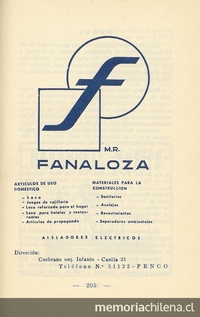 f
M.R.
FANALOZA
ARTICULOS DE USO DOMESTICO
— Loza
— Juegos de vajillería
— Loza reforzada para el hogar
— Loza para hoteles y restaurantes
— Artículos de propaganda
MATERIALES PARA LA CONSTRUCCION
— Sanitarios
— Azulejos
— Revestimientos
— Separadores ambientales
AISLADORES ELECTRICOS
Dirección:
Cochrane esq. Infante - Casilla 31
Teléfono N.º 51122 - PENCO
— 205 —
memoriachilena.cl